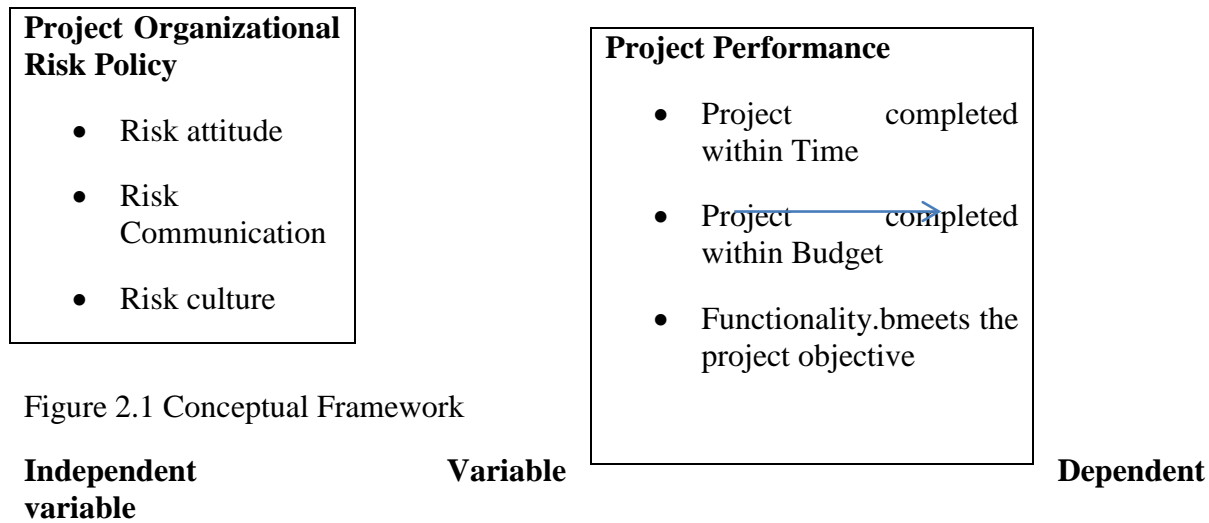 Project Organizational
Risk Policy
• Risk attitude
• Risk
Communication
• Risk culture
Project Performance
• Project completed
within Time
• Project completed
within Budget
• Functionality.bmeets the
project objective
Figure 2.1 Conceptual Framework
Independent Variable Dependent
variable